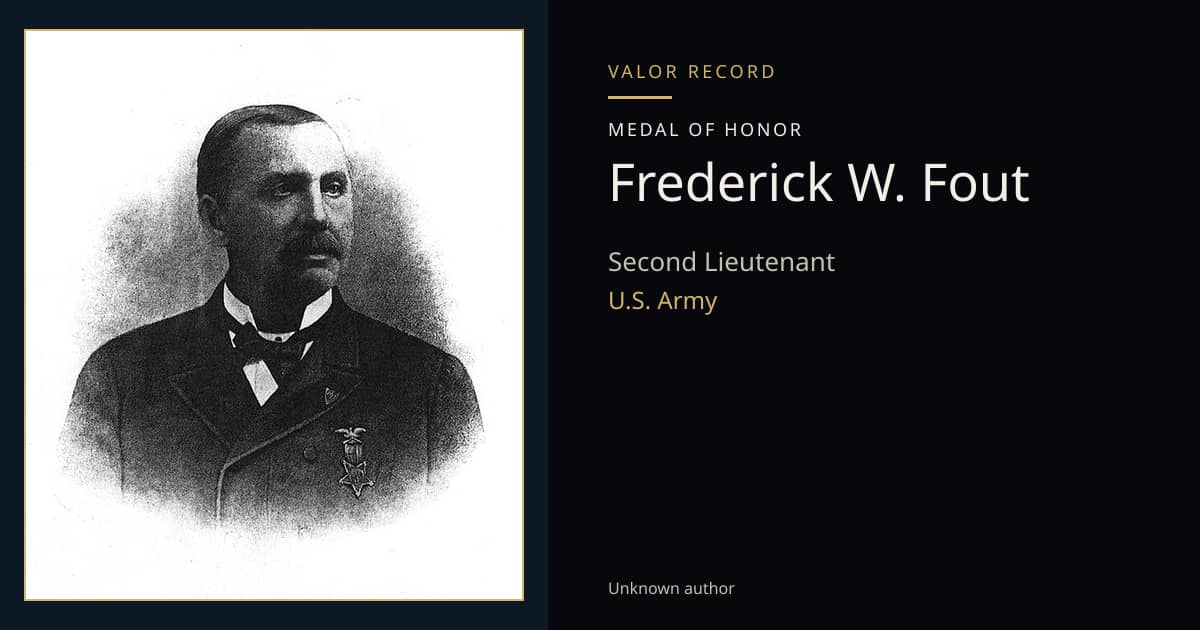 VALOR RECORD
MEDAL OF HONOR
Frederick W. Fout
Second Lieutenant
U.S. Army
Unknown author